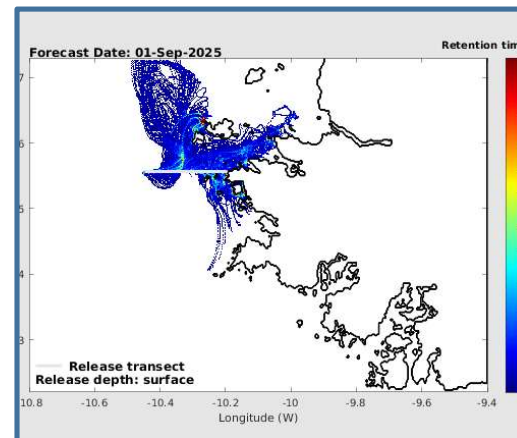 Forecast Date: 01-Sep-2025
Retention tim
7
6
5
4
3
Release transect
Release depth: surface
10.8 -10.6 -10.4 -10.2 -10 -9.8 -9.6 -9.4
Longitude (W)